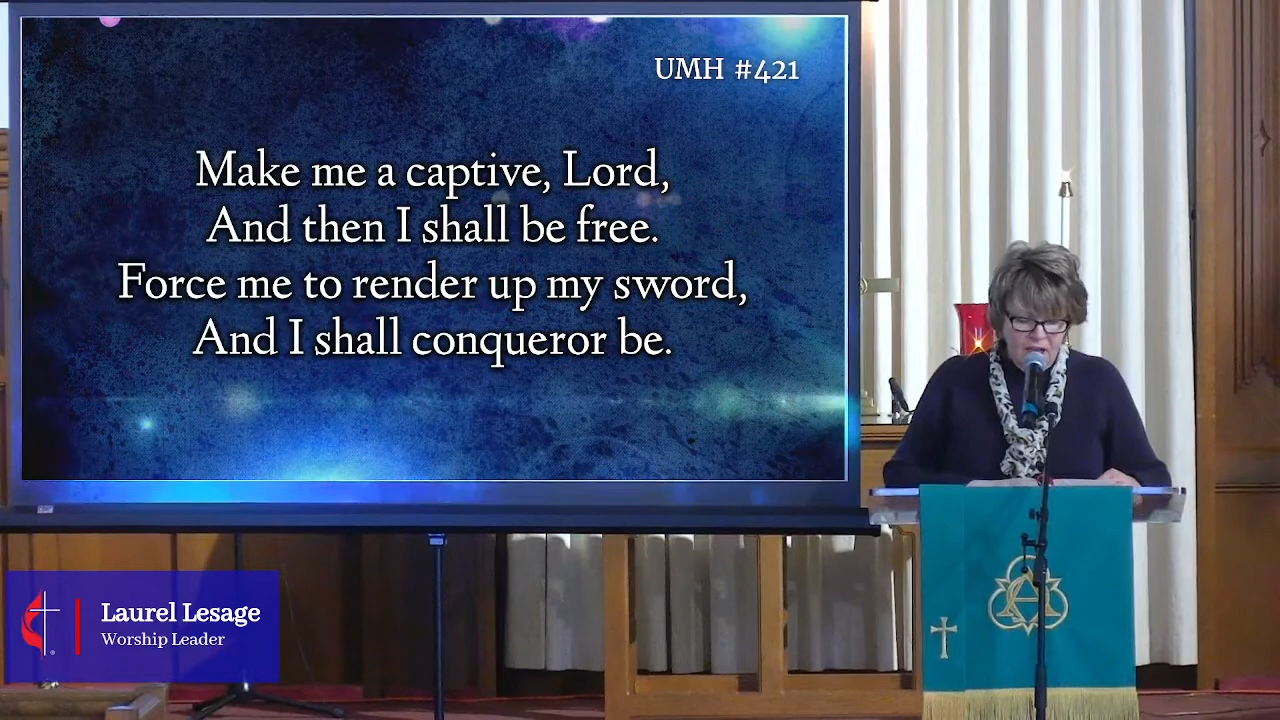 UMH #421
Make me a captive, Lord,
And then I shall be free.
Force me to render up my sword,
And I shall conqueror be.
Laurel Lesage
Worship Leader